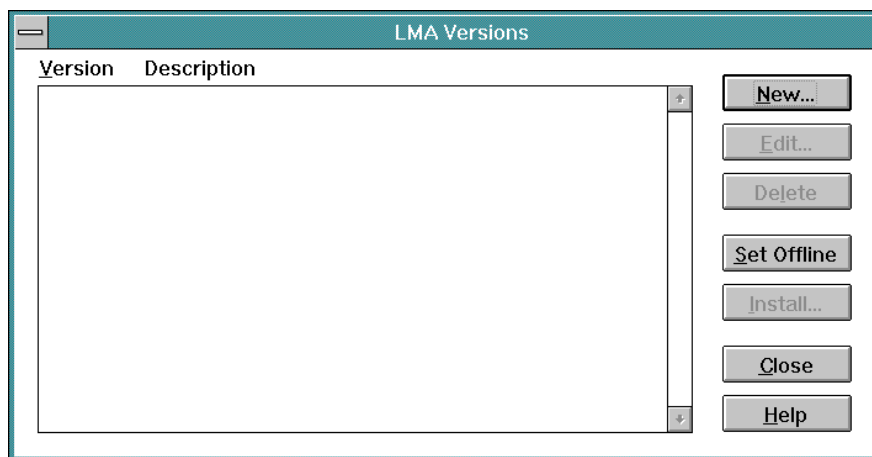 LMA Versions
Version Description
New...
Edit...
Delete
Set Offline
Install...
Close
Help